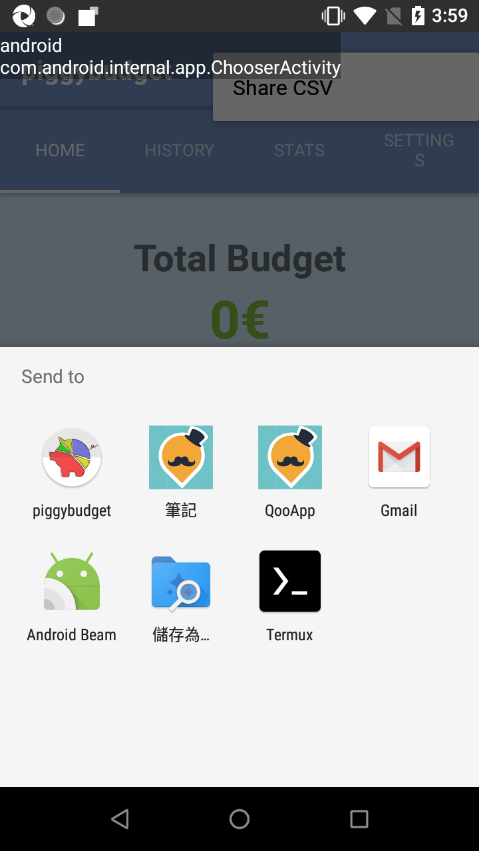 3:59
android
com.android.internal.app.ChooserActivity
piggybudget
Share CSV
HOME
HISTORY
STATS
SETTING
S
Total Budget
0€
Send to
piggybudget
筆記
QooApp
Gmail
Android Beam
儲存為…
Termux